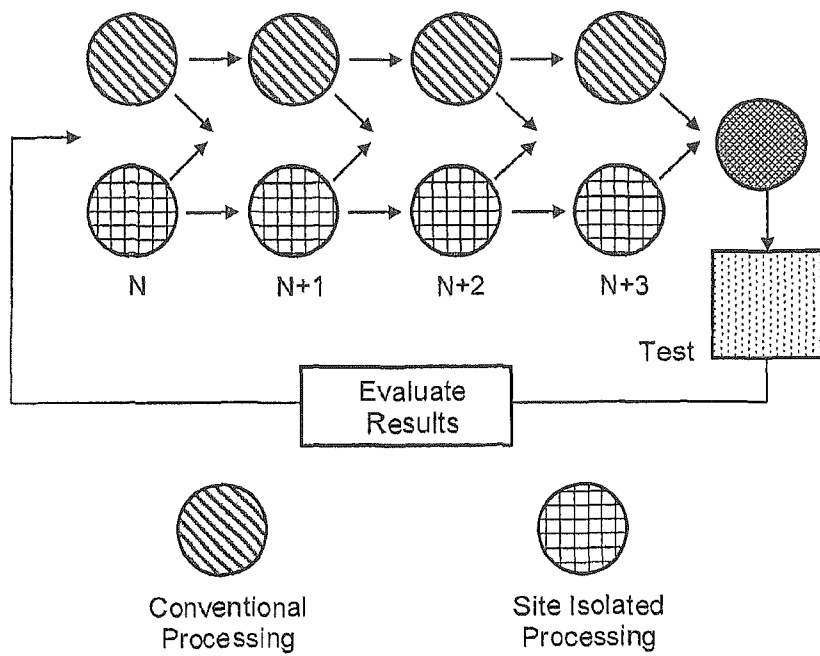 N
N+1
N+2
N+3
Test
Evaluate
Results
Conventional
Processing
Site Isolated
Processing